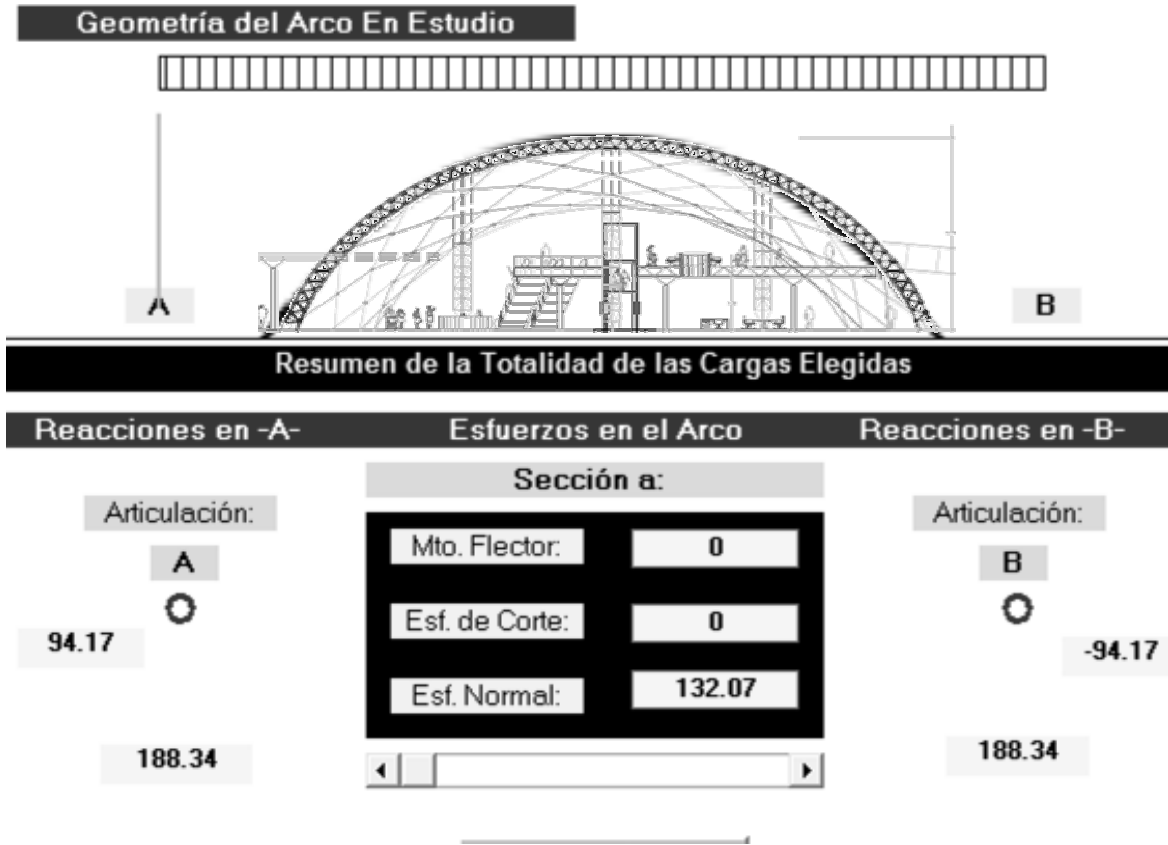 Geometría del Arco En Estudio
A
B
Resumen de la Totalidad de las Cargas Elegidas
Reacciones en -A-
Esfuerzos en el Arco
Reacciones en -B-
Sección a:
Articulación:
Articulación:
Mto. Flector:
0
A
B
Esf. de Corte:
0
94.17
-94.17
Esf. Normal:
132.07
188.34
188.34